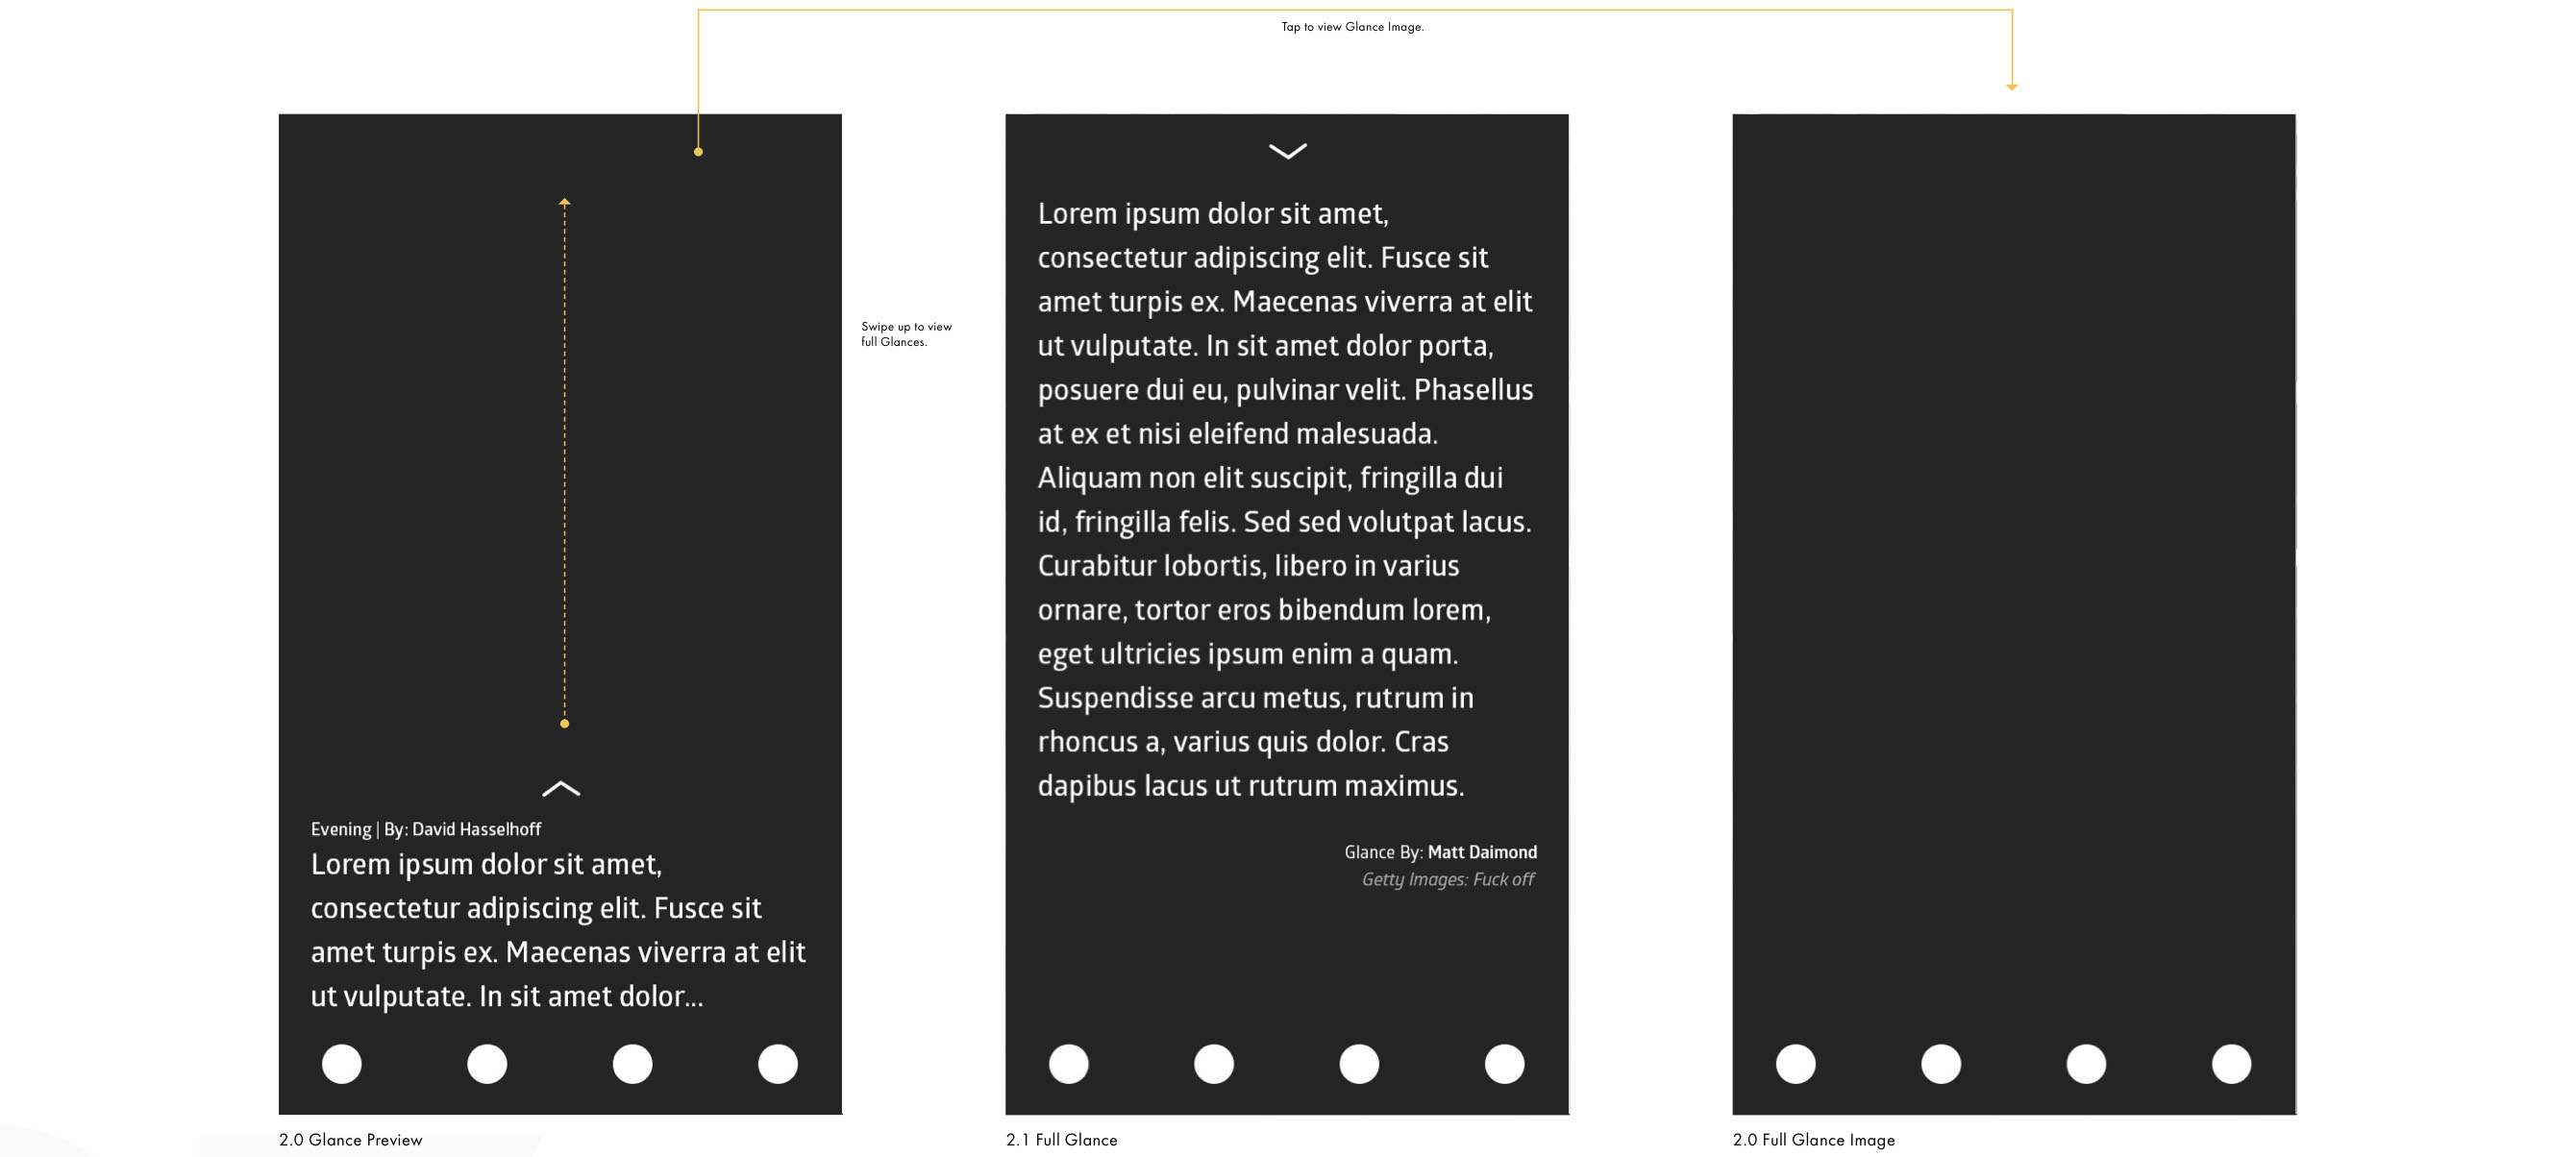 Tap to view Glance Image.
Swipe up to view
full Glances.
Evening | By: David Hasselhoff
Lorem ipsum dolor sit amet,
consectetur adipiscing elit. Fusce sit
amet turpis ex. Maecenas viverra at elit
ut vulputate. In sit amet dolor...
2.0 Glance Preview
Lorem ipsum dolor sit amet,
consectetur adipiscing elit. Fusce sit
amet turpis ex. Maecenas viverra at elit
ut vulputate. In sit amet dolor porta,
posuere dui eu, pulvinar velit. Phasellus
at ex et nisi eleifend malesuada.
Aliquam non elit suscipit, fringilla dui
id, fringilla felis. Sed sed volutpat lacus.
Curabitur lobortis, libero in varius
ornare, tortor eros bibendum lorem,
eget ultricies ipsum enim a quam.
Suspendisse arcu metus, rutrum in
rhoncus a, varius quis dolor. Cras
dapibus lacus ut rutrum maximus.
Glance By: Matt Daimond
Getty Images: Fuck off
2.1 Full Glance
2.0 Full Glance Image